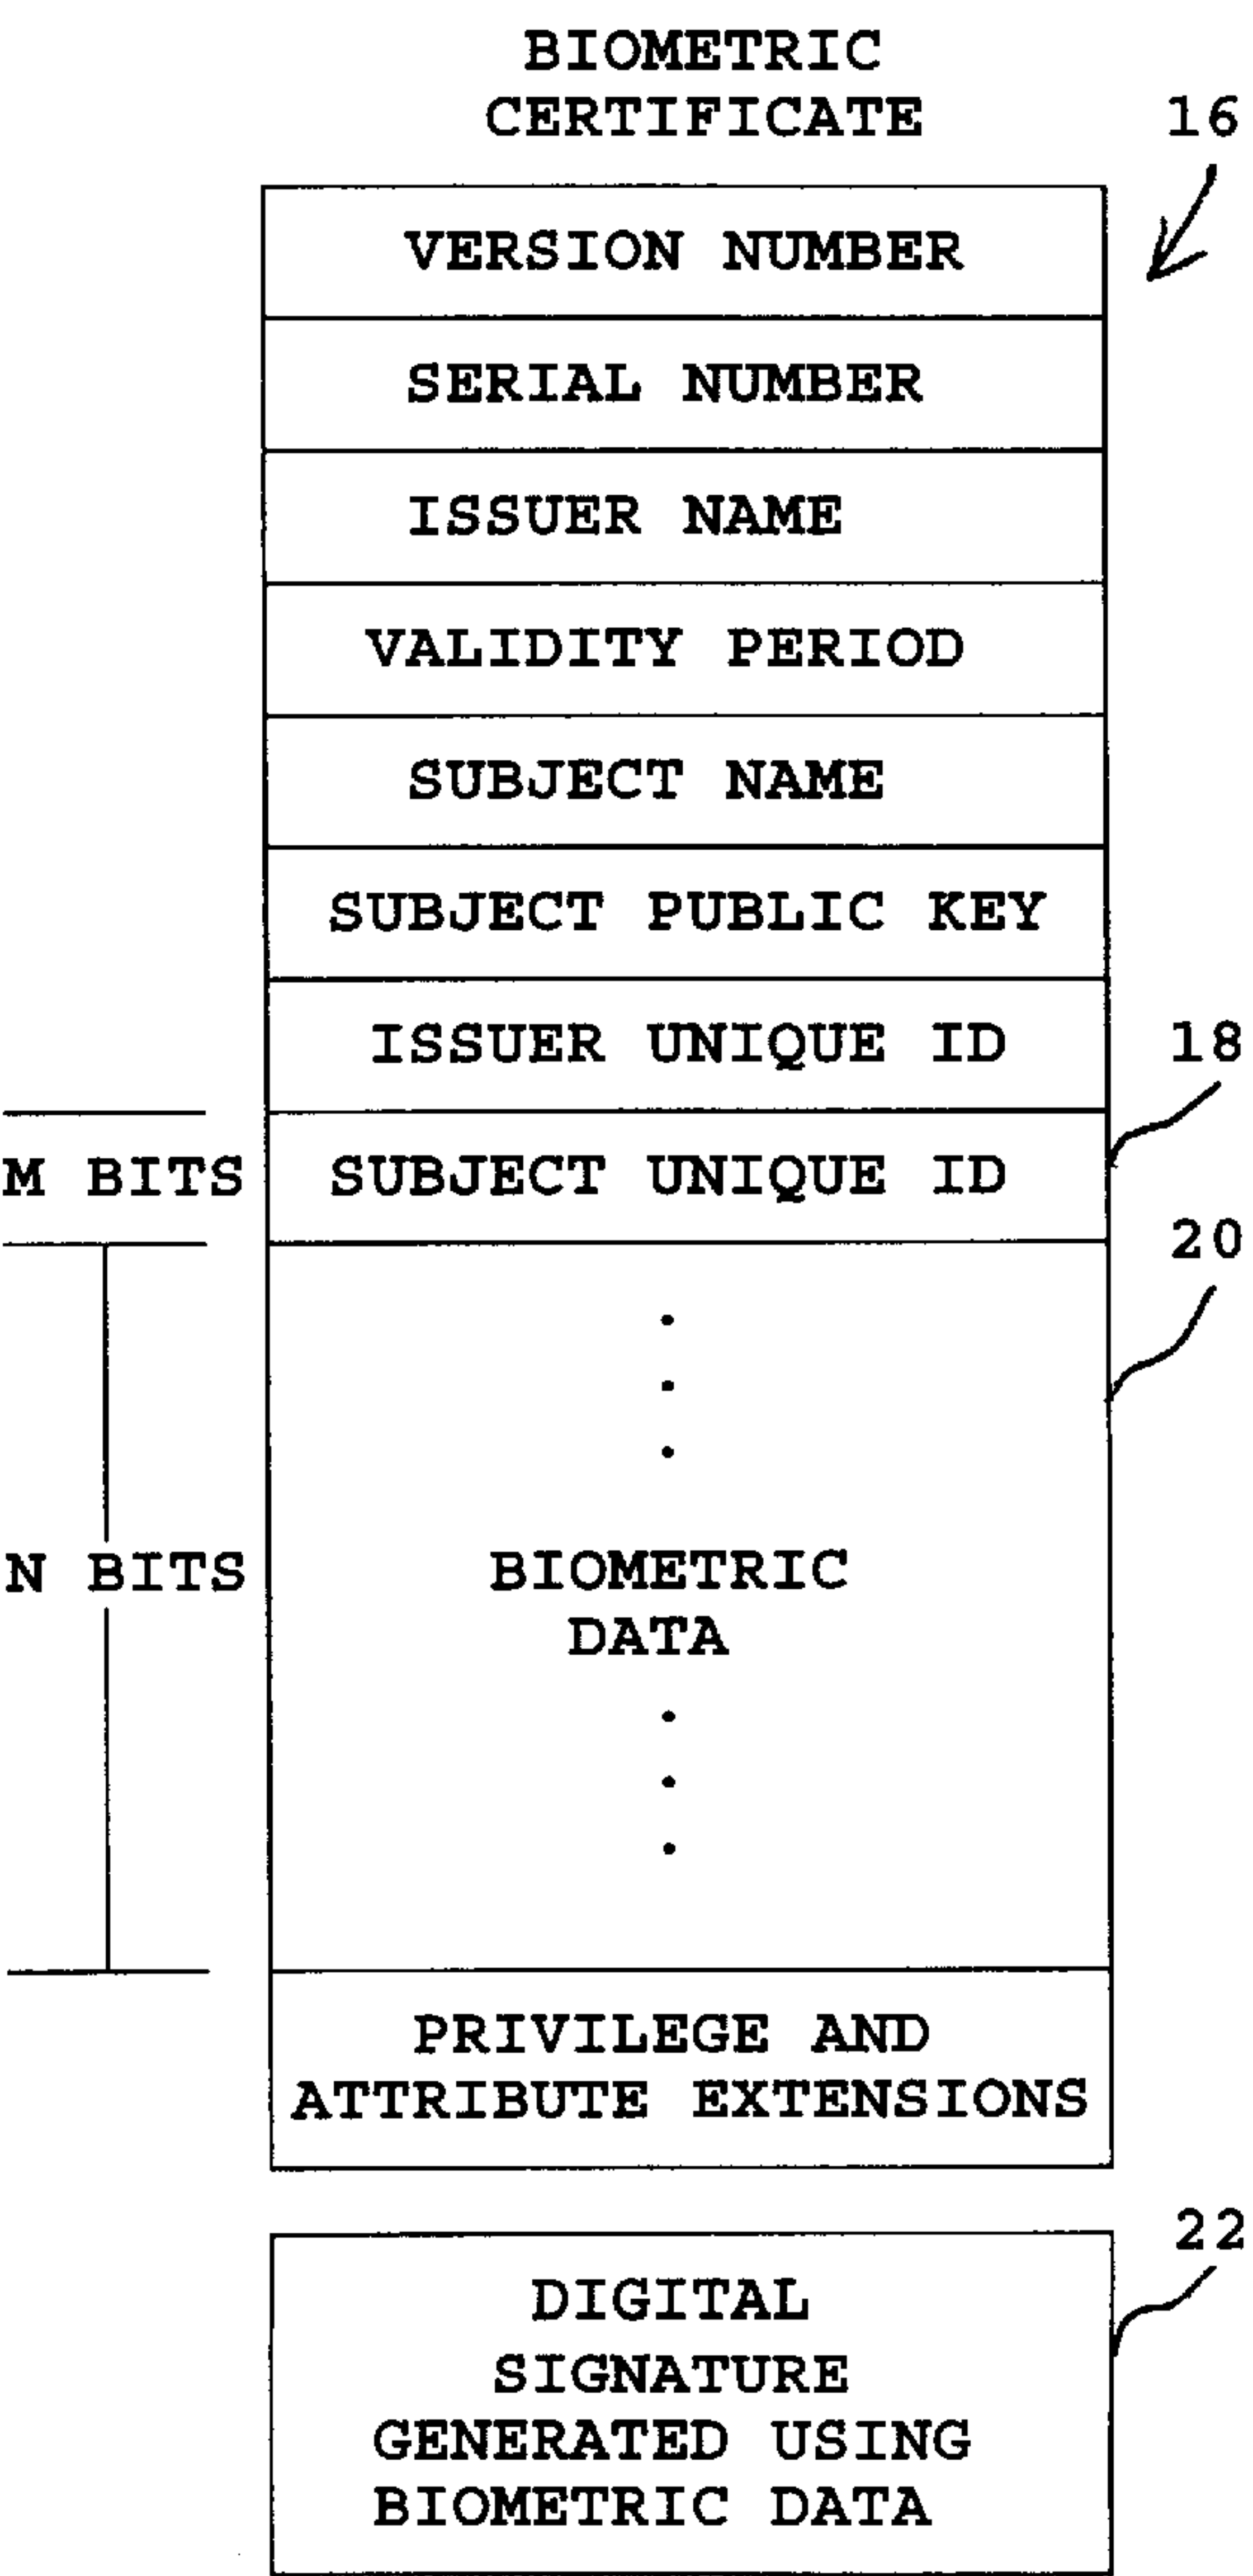 BIOMETRIC
CERTIFICATE
16
VERSION NUMBER
SERIAL NUMBER
ISSUER NAME
VALIDITY PERIOD
SUBJECT NAME
SUBJECT PUBLIC KEY
ISSUER UNIQUE ID
18
M BITS
SUBJECT UNIQUE ID
20
N BITS
BIOMETRIC
DATA
PRIVILEGE AND
ATTRIBUTE EXTENSIONS
22
DIGITAL
SIGNATURE
GENERATED USING
BIOMETRIC DATA